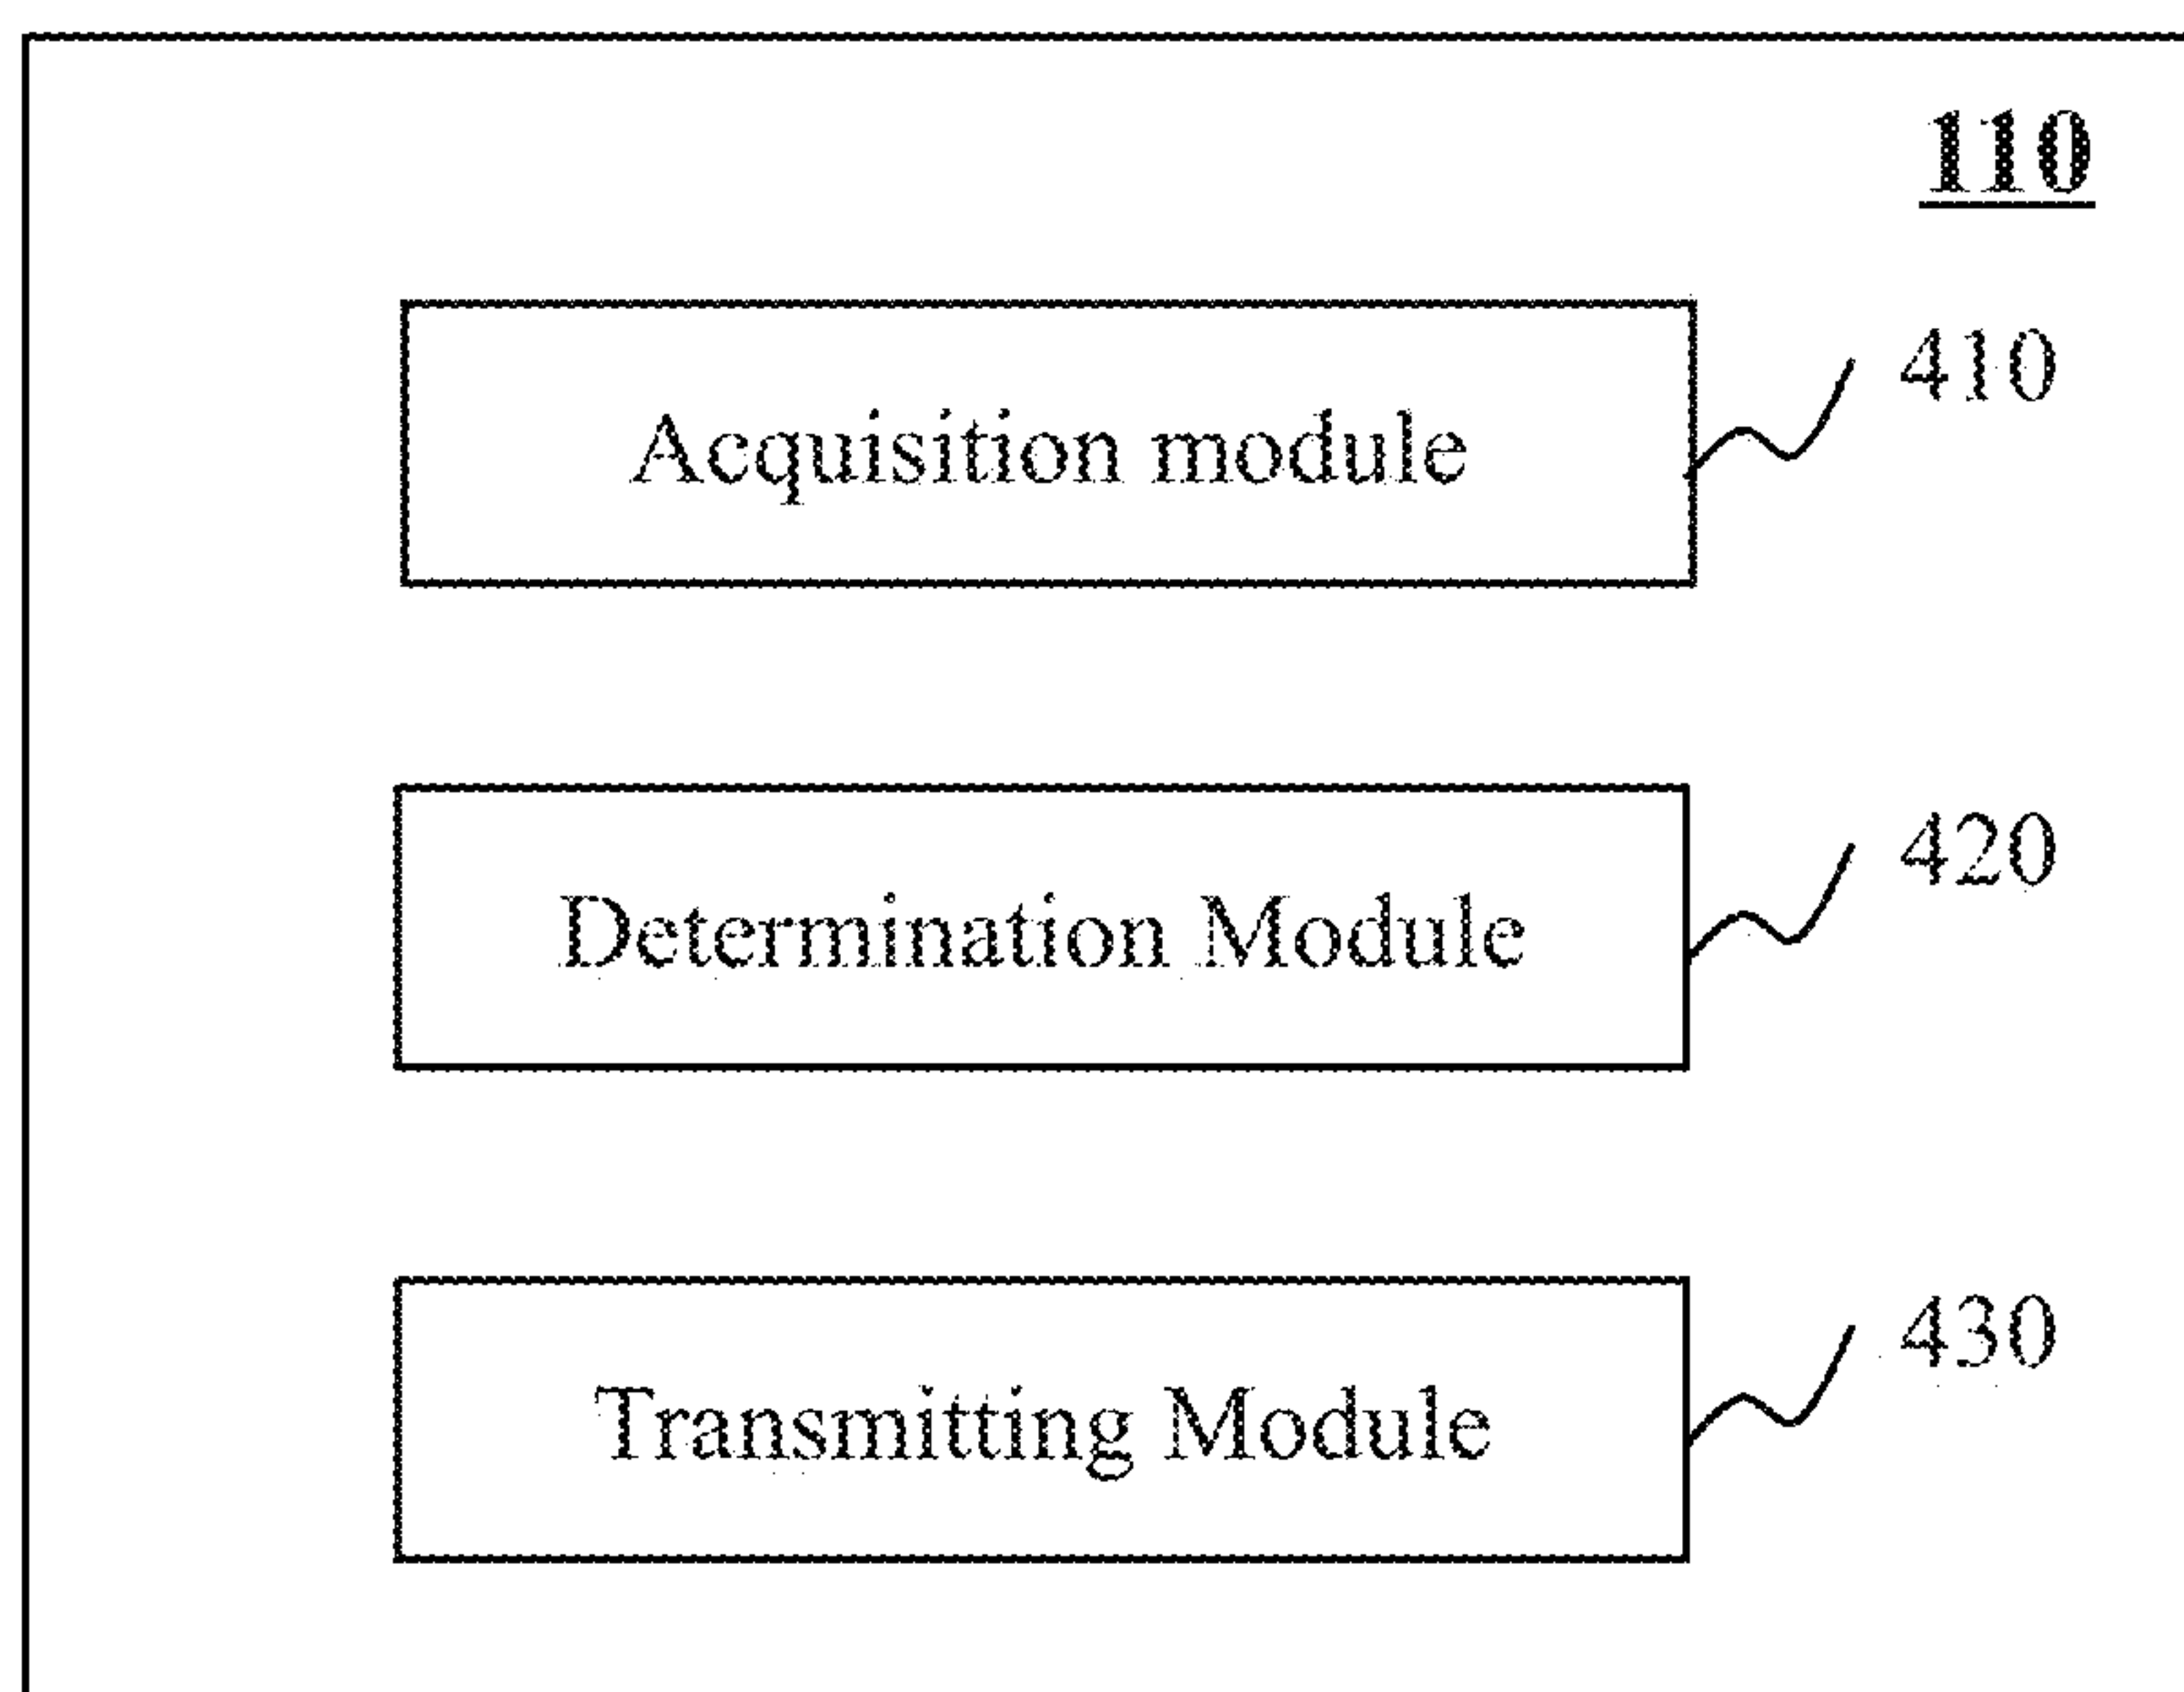 110
410
Acquisition module
420
Determination Module
430
Transmitting Module